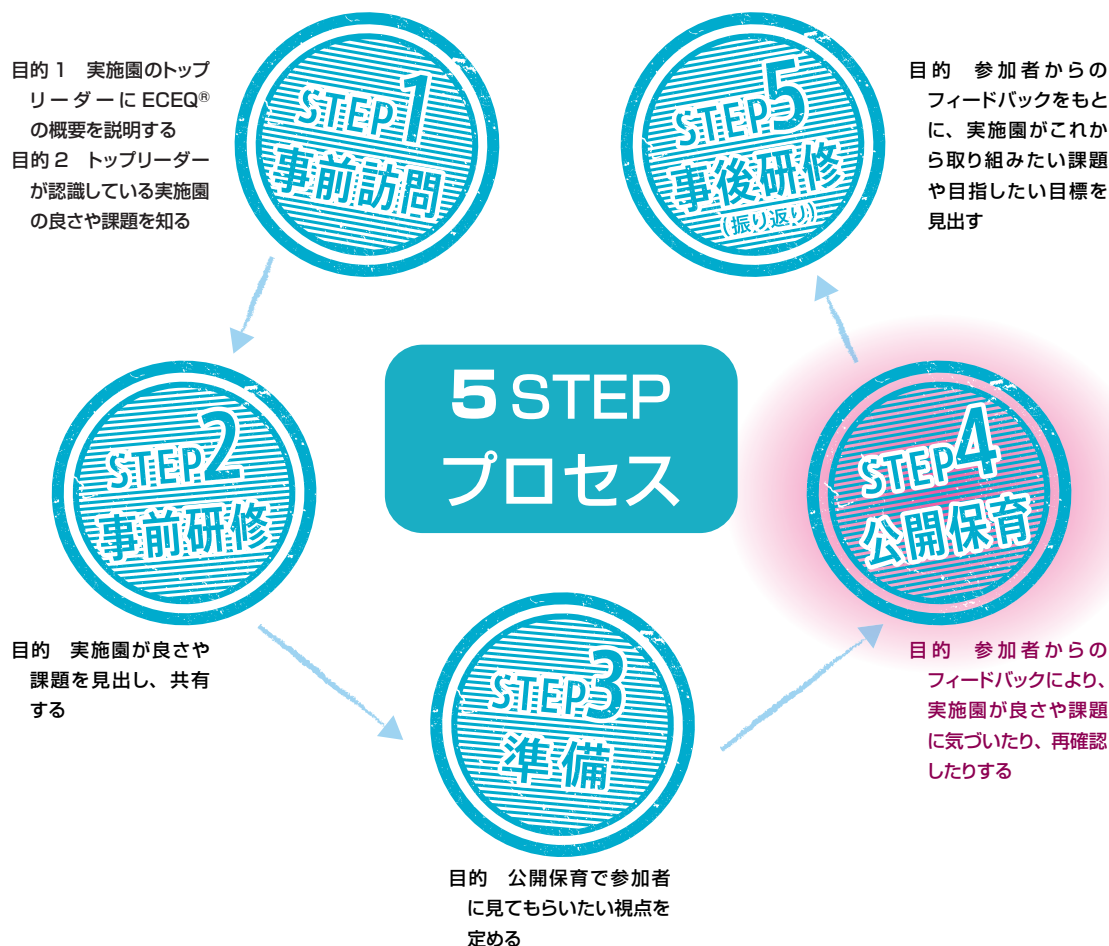 目的1 実施園のトップ
リーダーにECEQ®
の概要を説明する
目的2 トップリーダー
が認識している実施園
の良さや課題を知る
STEP1
事前訪問
STEP5
事後研修
(振り返り)
目的 参加者からの
フィードバックをもと
に、実施園がこれか
ら取り組みたい課題
や目指したい目標を
見出す
5 STEP
プロセス
STEP2
事前研修
目的 実施園が良さや
課題を見出し、共有
する
STEP3
準備
目的 公開保育で参加者
に見てもらいたい視点を
定める
STEP4
公開保育
目的 参加者からの
フィードバックにより、
実施園が良さや課題
に気づいたり、再確認
したりする